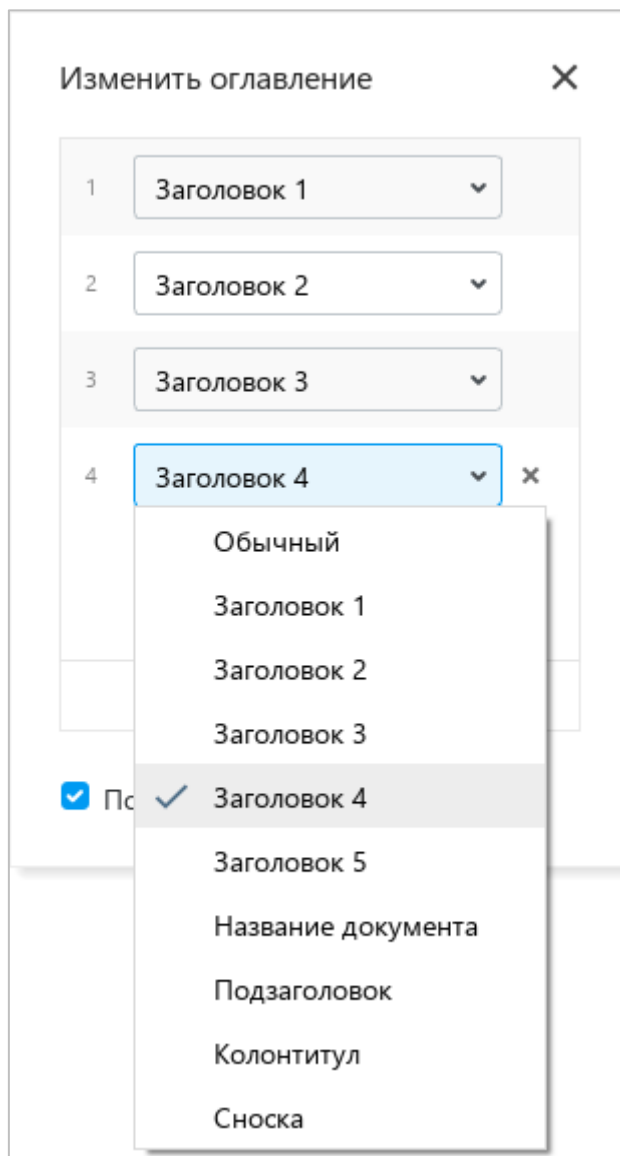 Изменить оглавление
1 Заголовок 1
2 Заголовок 2
3 Заголовок 3
4 Заголовок 4
Обычный
Заголовок 1
Заголовок 2
Заголовок 3
Заголовок 4
Заголовок 5
Название документа
Подзаголовок
Колонтитул
Сноска